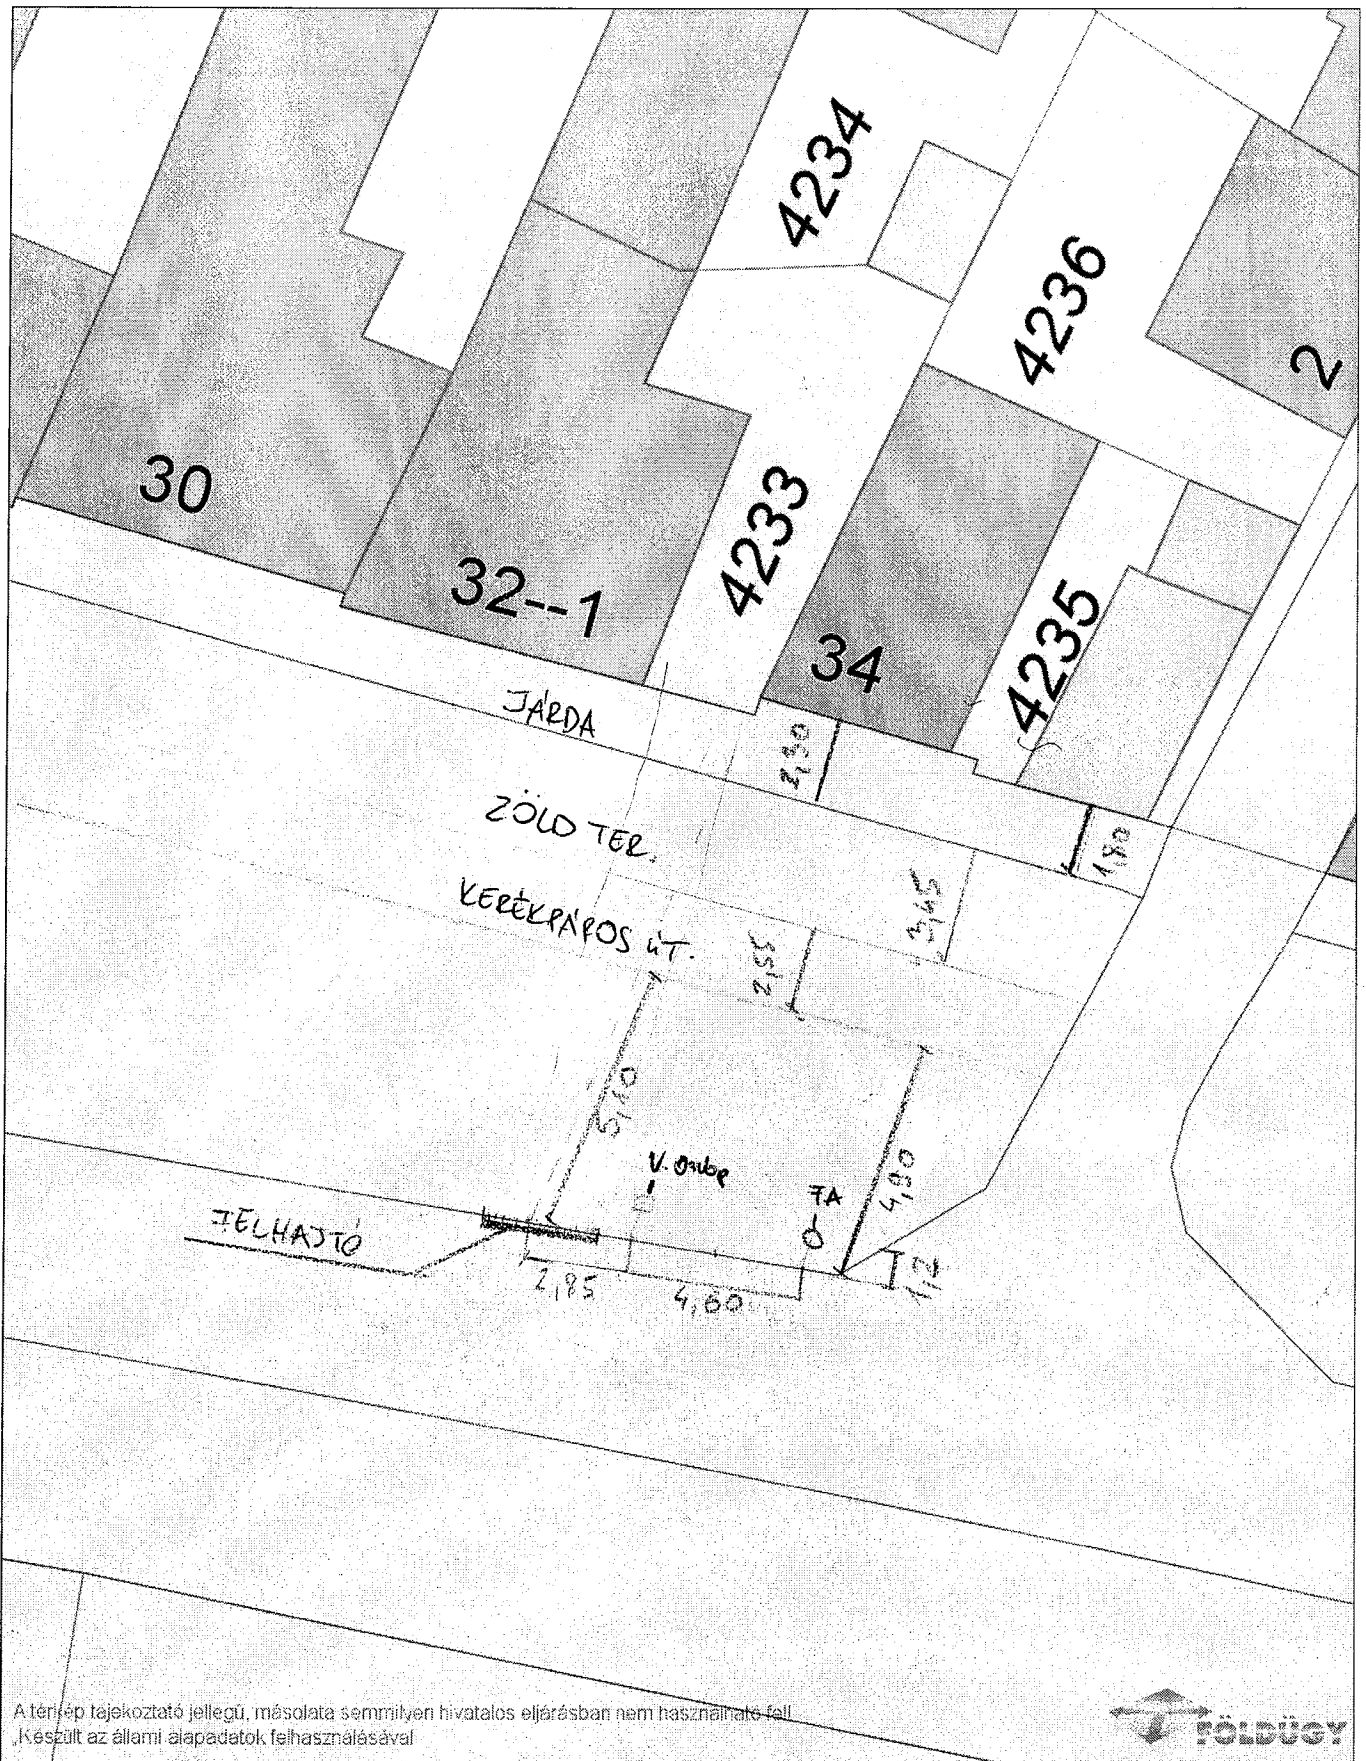 4234
4236
2
30
32--1
4233
34
4235
JÁRDA
2,30
ZÖLD TER.
1,80
KERÉKPÁROS ÚT.
3,45
2,55
5,10
V. oszlop
FA
4,90
FELHAJTÓ
2,85
4,60
1,2
A térkép tájékoztató jellegű, másolata semmilyen hivatalos eljárásban nem használható fel!
„Készült az állami alapadatok felhasználásával
FÖLDÜGY